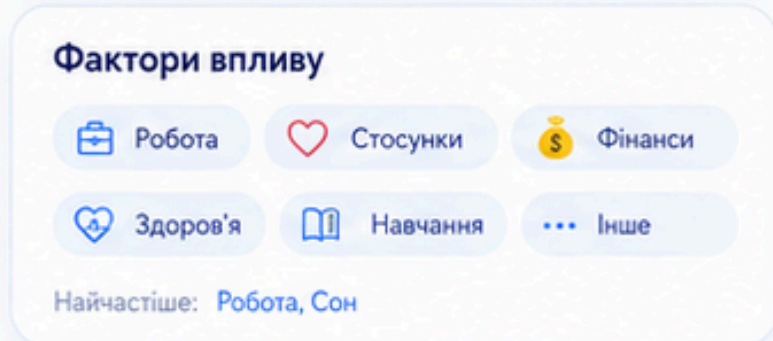 Фактори впливу
Робота Стосунки Фінанси
Здоров'я Навчання Інше
Найчастіше: Робота, Сон